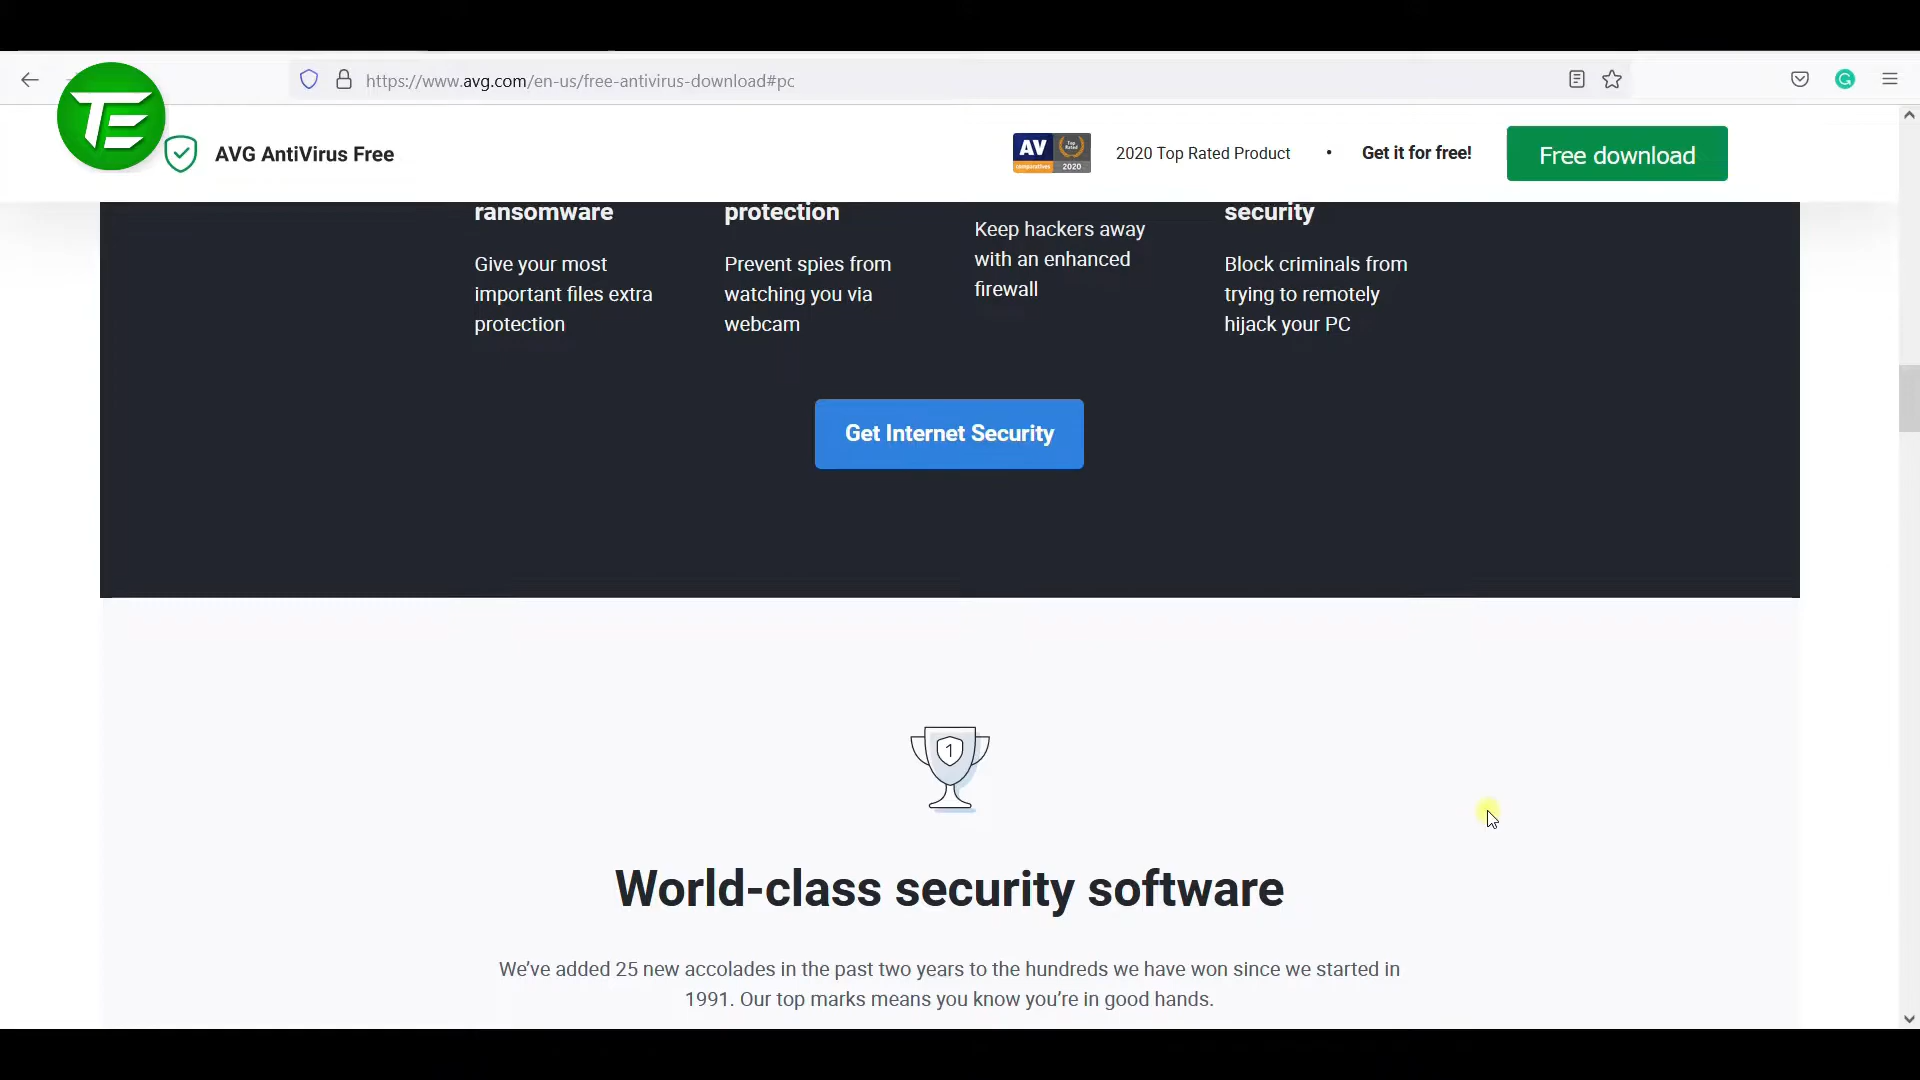 TE
https://www.avg.com/en-us/free-antivirus-download#pc
AVG AntiVirus Free
AV
Top Rated
comparatives
2020
2020 Top Rated Product
•
Get it for free!
Free download
ransomware
Give your most
important files extra
protection
protection
Prevent spies from
watching you via
webcam
Keep hackers away
with an enhanced
firewall
security
Block criminals from
trying to remotely
hijack your PC
Get Internet Security
1
World-class security software
We’ve added 25 new accolades in the past two years to the hundreds we have won since we started in
1991. Our top marks means you know you’re in good hands.